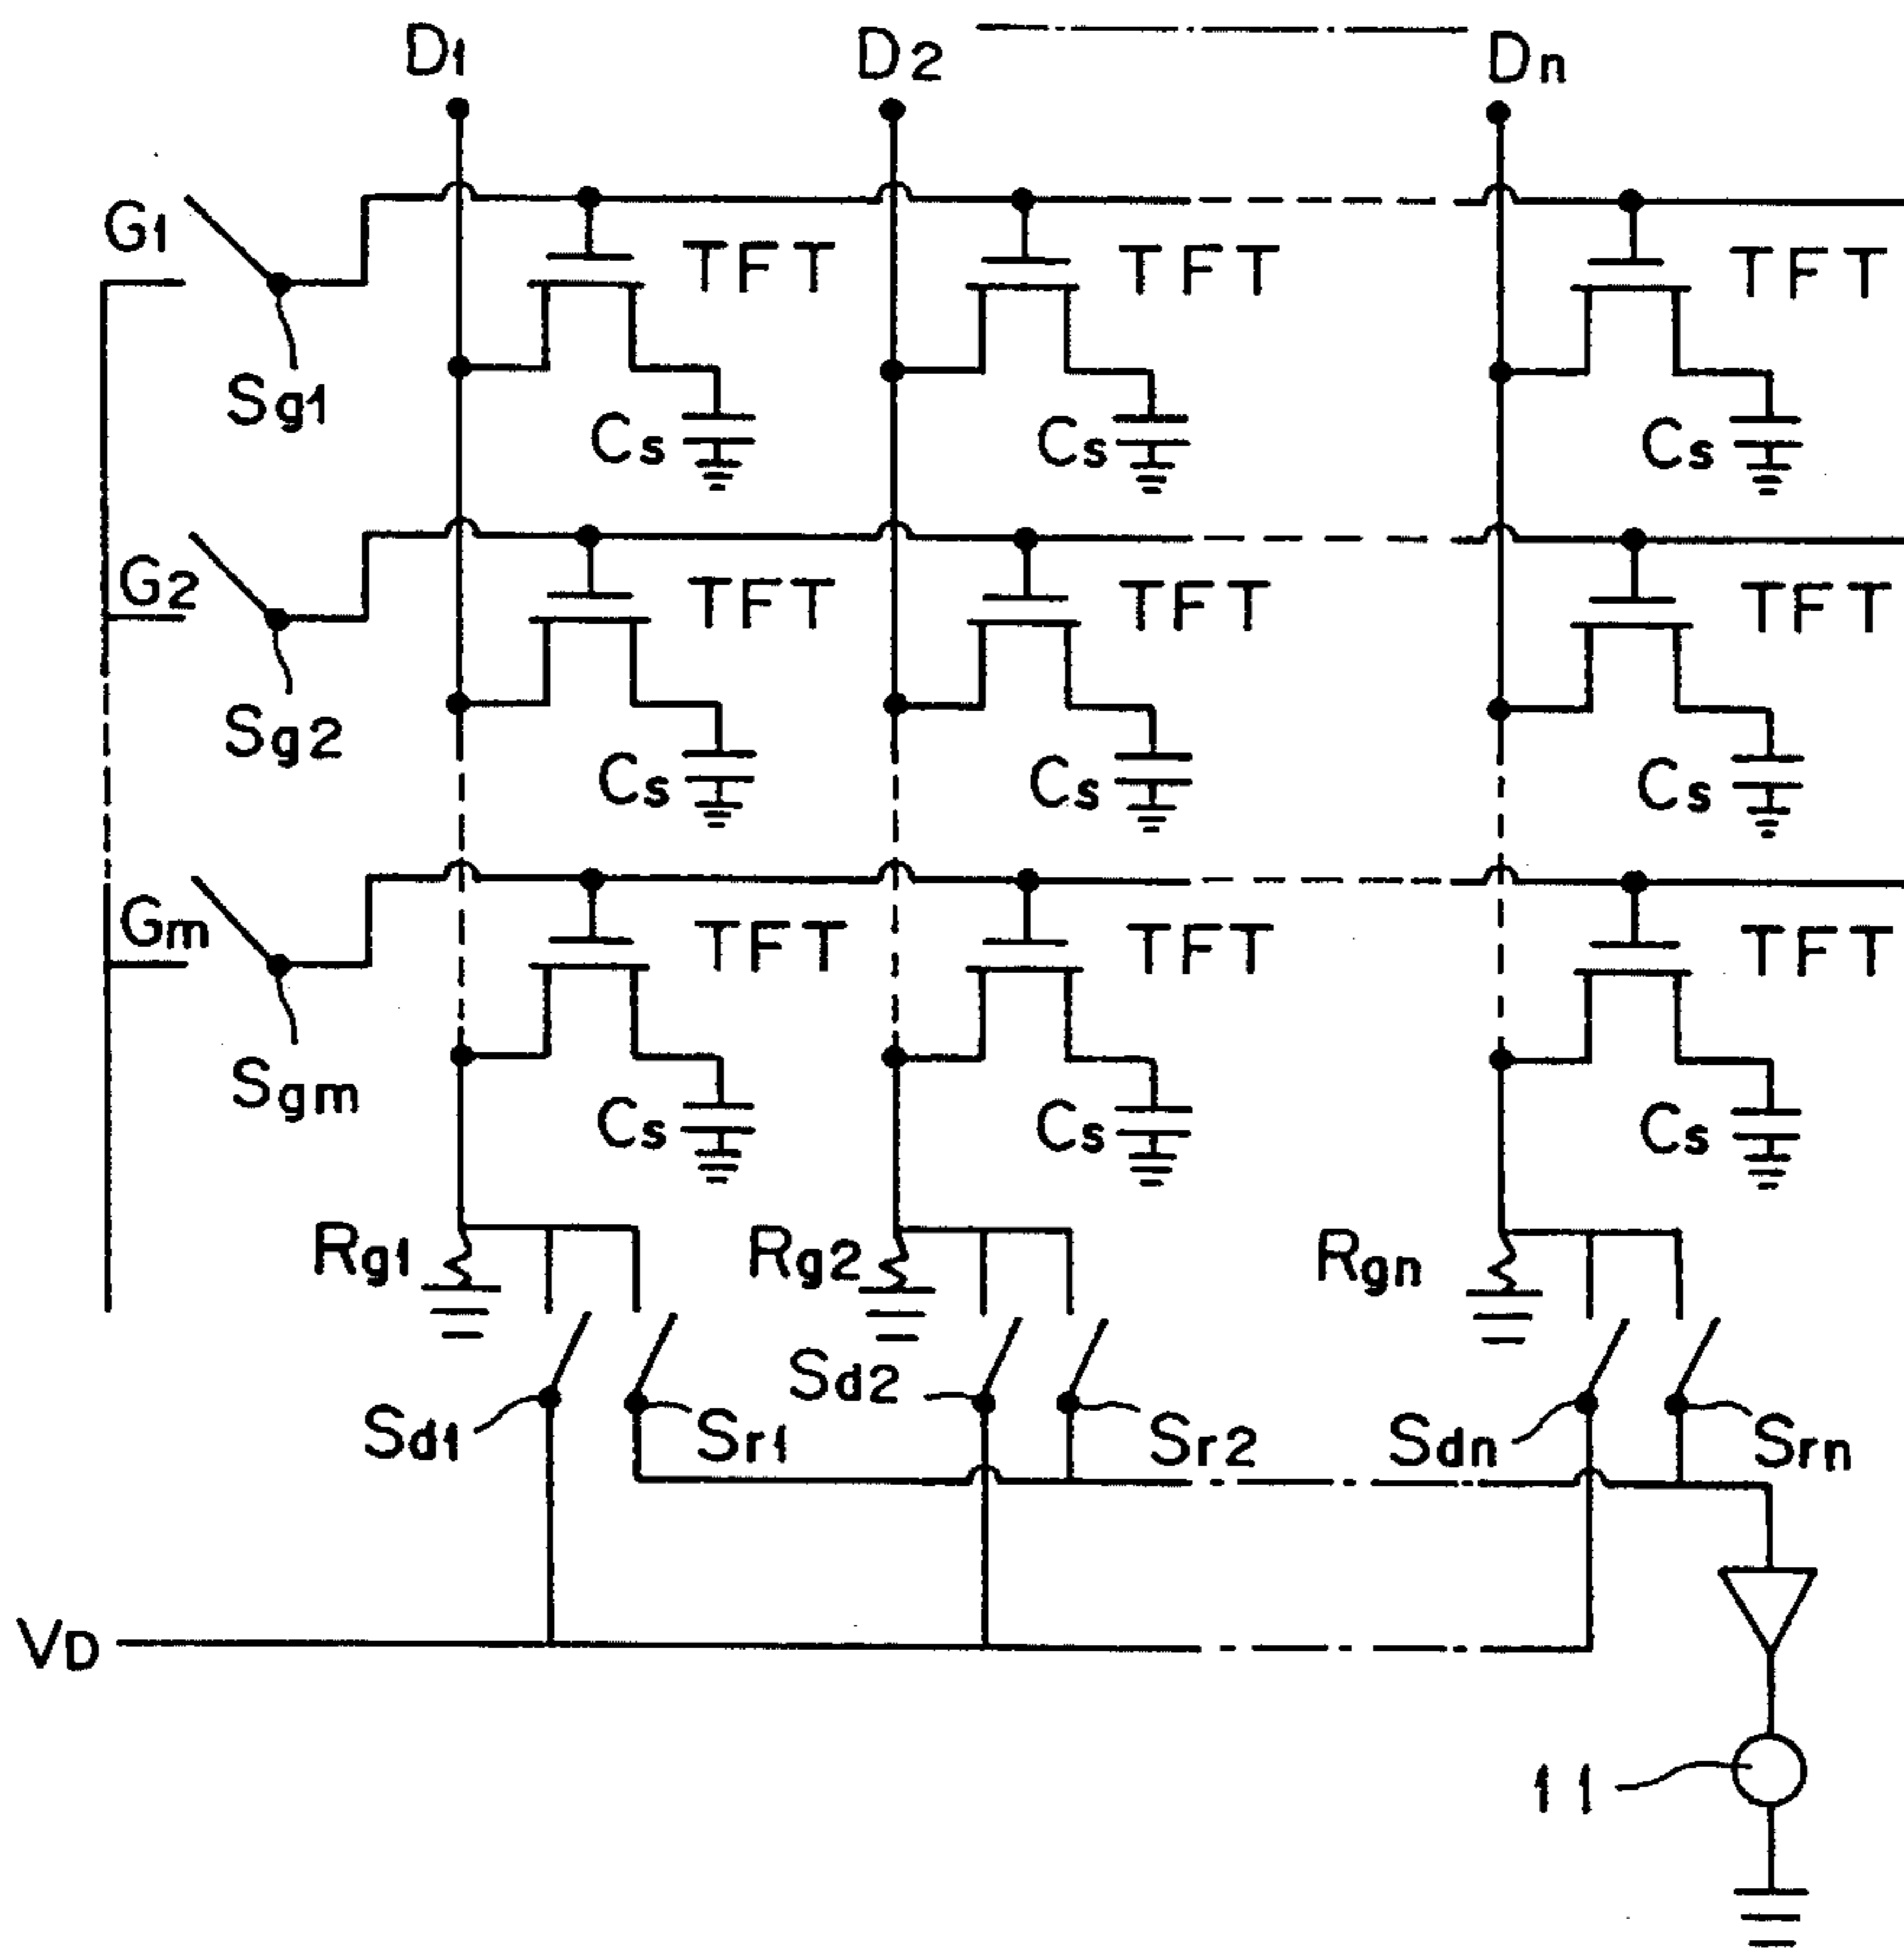 D1 D2 Dn
G1 TFT TFT TFT
Sg1 Cs Cs Cs
G2 TFT TFT TFT
Sg2 Cs Cs Cs
Gm TFT TFT TFT
Sgm Cs Cs Cs
Rg1 Rg2 Rgn
Sd1 Sr1 Sd2 Sr2 Sdn Srn
VD
11